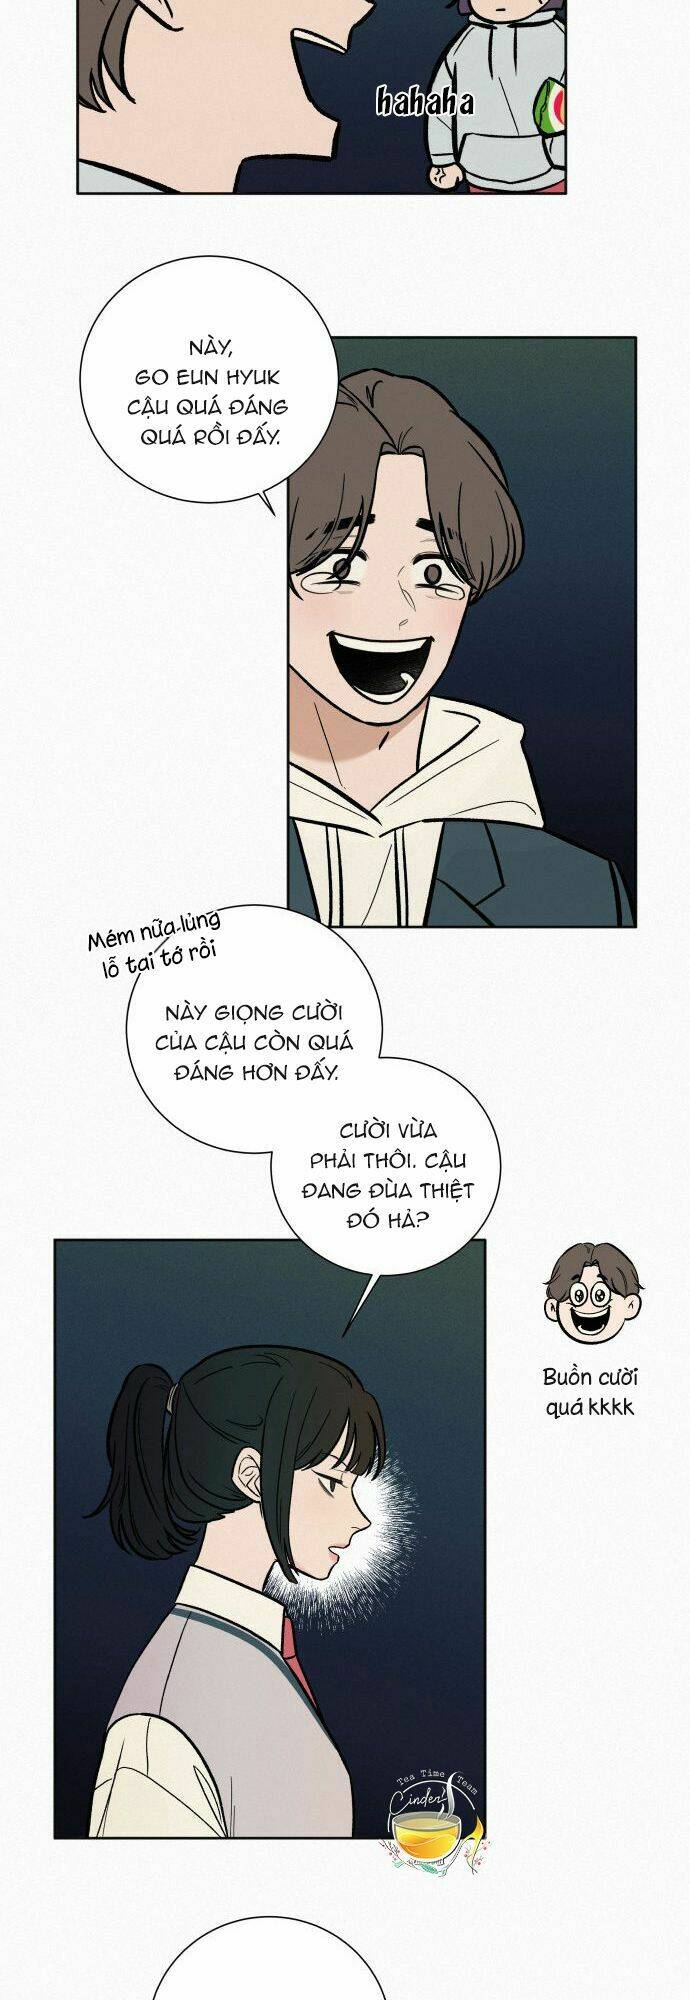 hahaha
NÀY,
GO EUN HYUK
CẬU QUÁ ĐÁNG
QUÁ RỒI ĐẤY.
Mém nữa lủng
lỗ tai tớ rồi
NÀY GIỌNG CƯỜI
CỦA CẬU CÒN QUÁ
ĐÁNG HƠN ĐẤY.
CƯỜI VỪA
PHẢI THÔI. CẬU
ĐANG ĐÙA THIỆT
ĐÓ HẢ?
Buồn cười
quá kkkk
Tea Time Team
Cinder